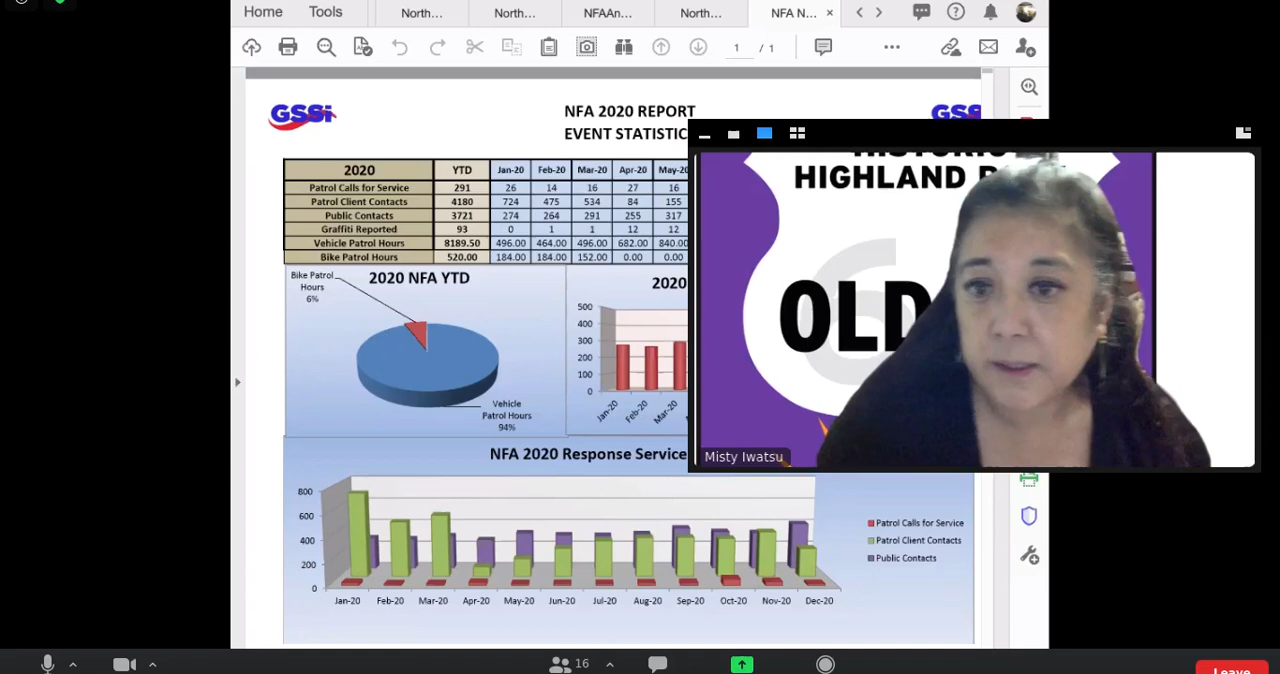 Home Tools North... North... NFAAn... North... NFA N... ×
1 / 1
GSSi
NFA 2020 REPORT
EVENT STATISTIC
GSS
2020 YTD Jan-20 Feb-20 Mar-20 Apr-20 May-20
Patrol Calls for Service 291 26 14 16 27 16
Patrol Client Contacts 4180 724 475 534 84 155
Public Contacts 3721 274 264 291 255 317
Graffiti Reported 93 0 1 1 12 12
Vehicle Patrol Hours 8189.50 496.00 464.00 496.00 682.00 840.00
Bike Patrol Hours 520.00 184.00 184.00 152.00 0.00 0.00
Bike Patrol
Hours
6%
2020 NFA YTD
Vehicle
Patrol Hours
94%
2020
500
400
300
200
100
0
Jan-20 Feb-20 Mar-20
HISTORIC
HIGHLAND P
6
OLD
Misty Iwatsu
NFA 2020 Response Service
800
600
400
200
0
Jan-20 Feb-20 Mar-20 Apr-20 May-20 Jun-20 Jul-20 Aug-20 Sep-20 Oct-20 Nov-20 Dec-20
Patrol Calls for Service
Patrol Client Contacts
Public Contacts
16
Leave